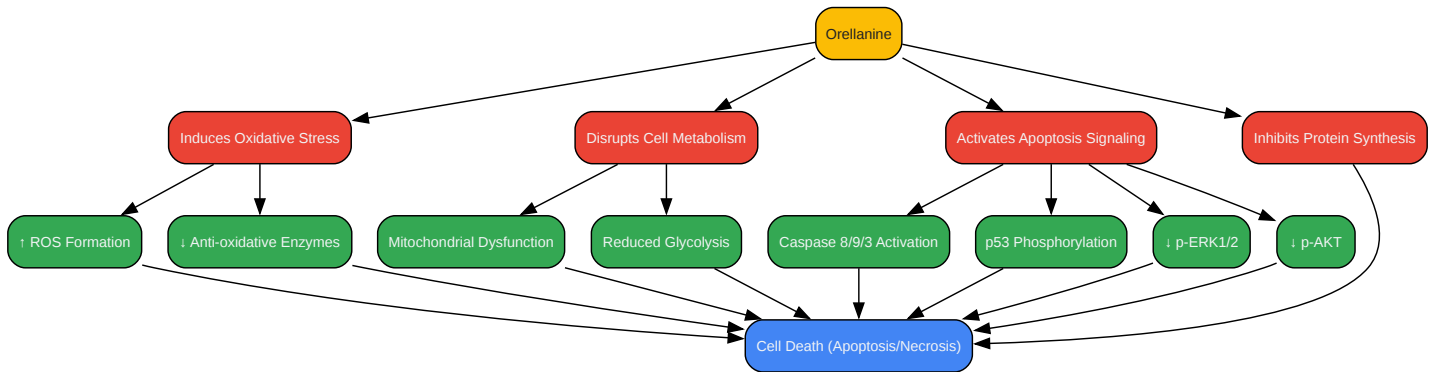 Orellanine
Induces Oxidative Stress
Disrupts Cell Metabolism
Activates Apoptosis Signaling
Inhibits Protein Synthesis
↑ ROS Formation
↓ Anti-oxidative Enzymes
Mitochondrial Dysfunction
Reduced Glycolysis
Caspase 8/9/3 Activation
p53 Phosphorylation
↓ p-ERK1/2
↓ p-AKT
Cell Death (Apoptosis/Necrosis)